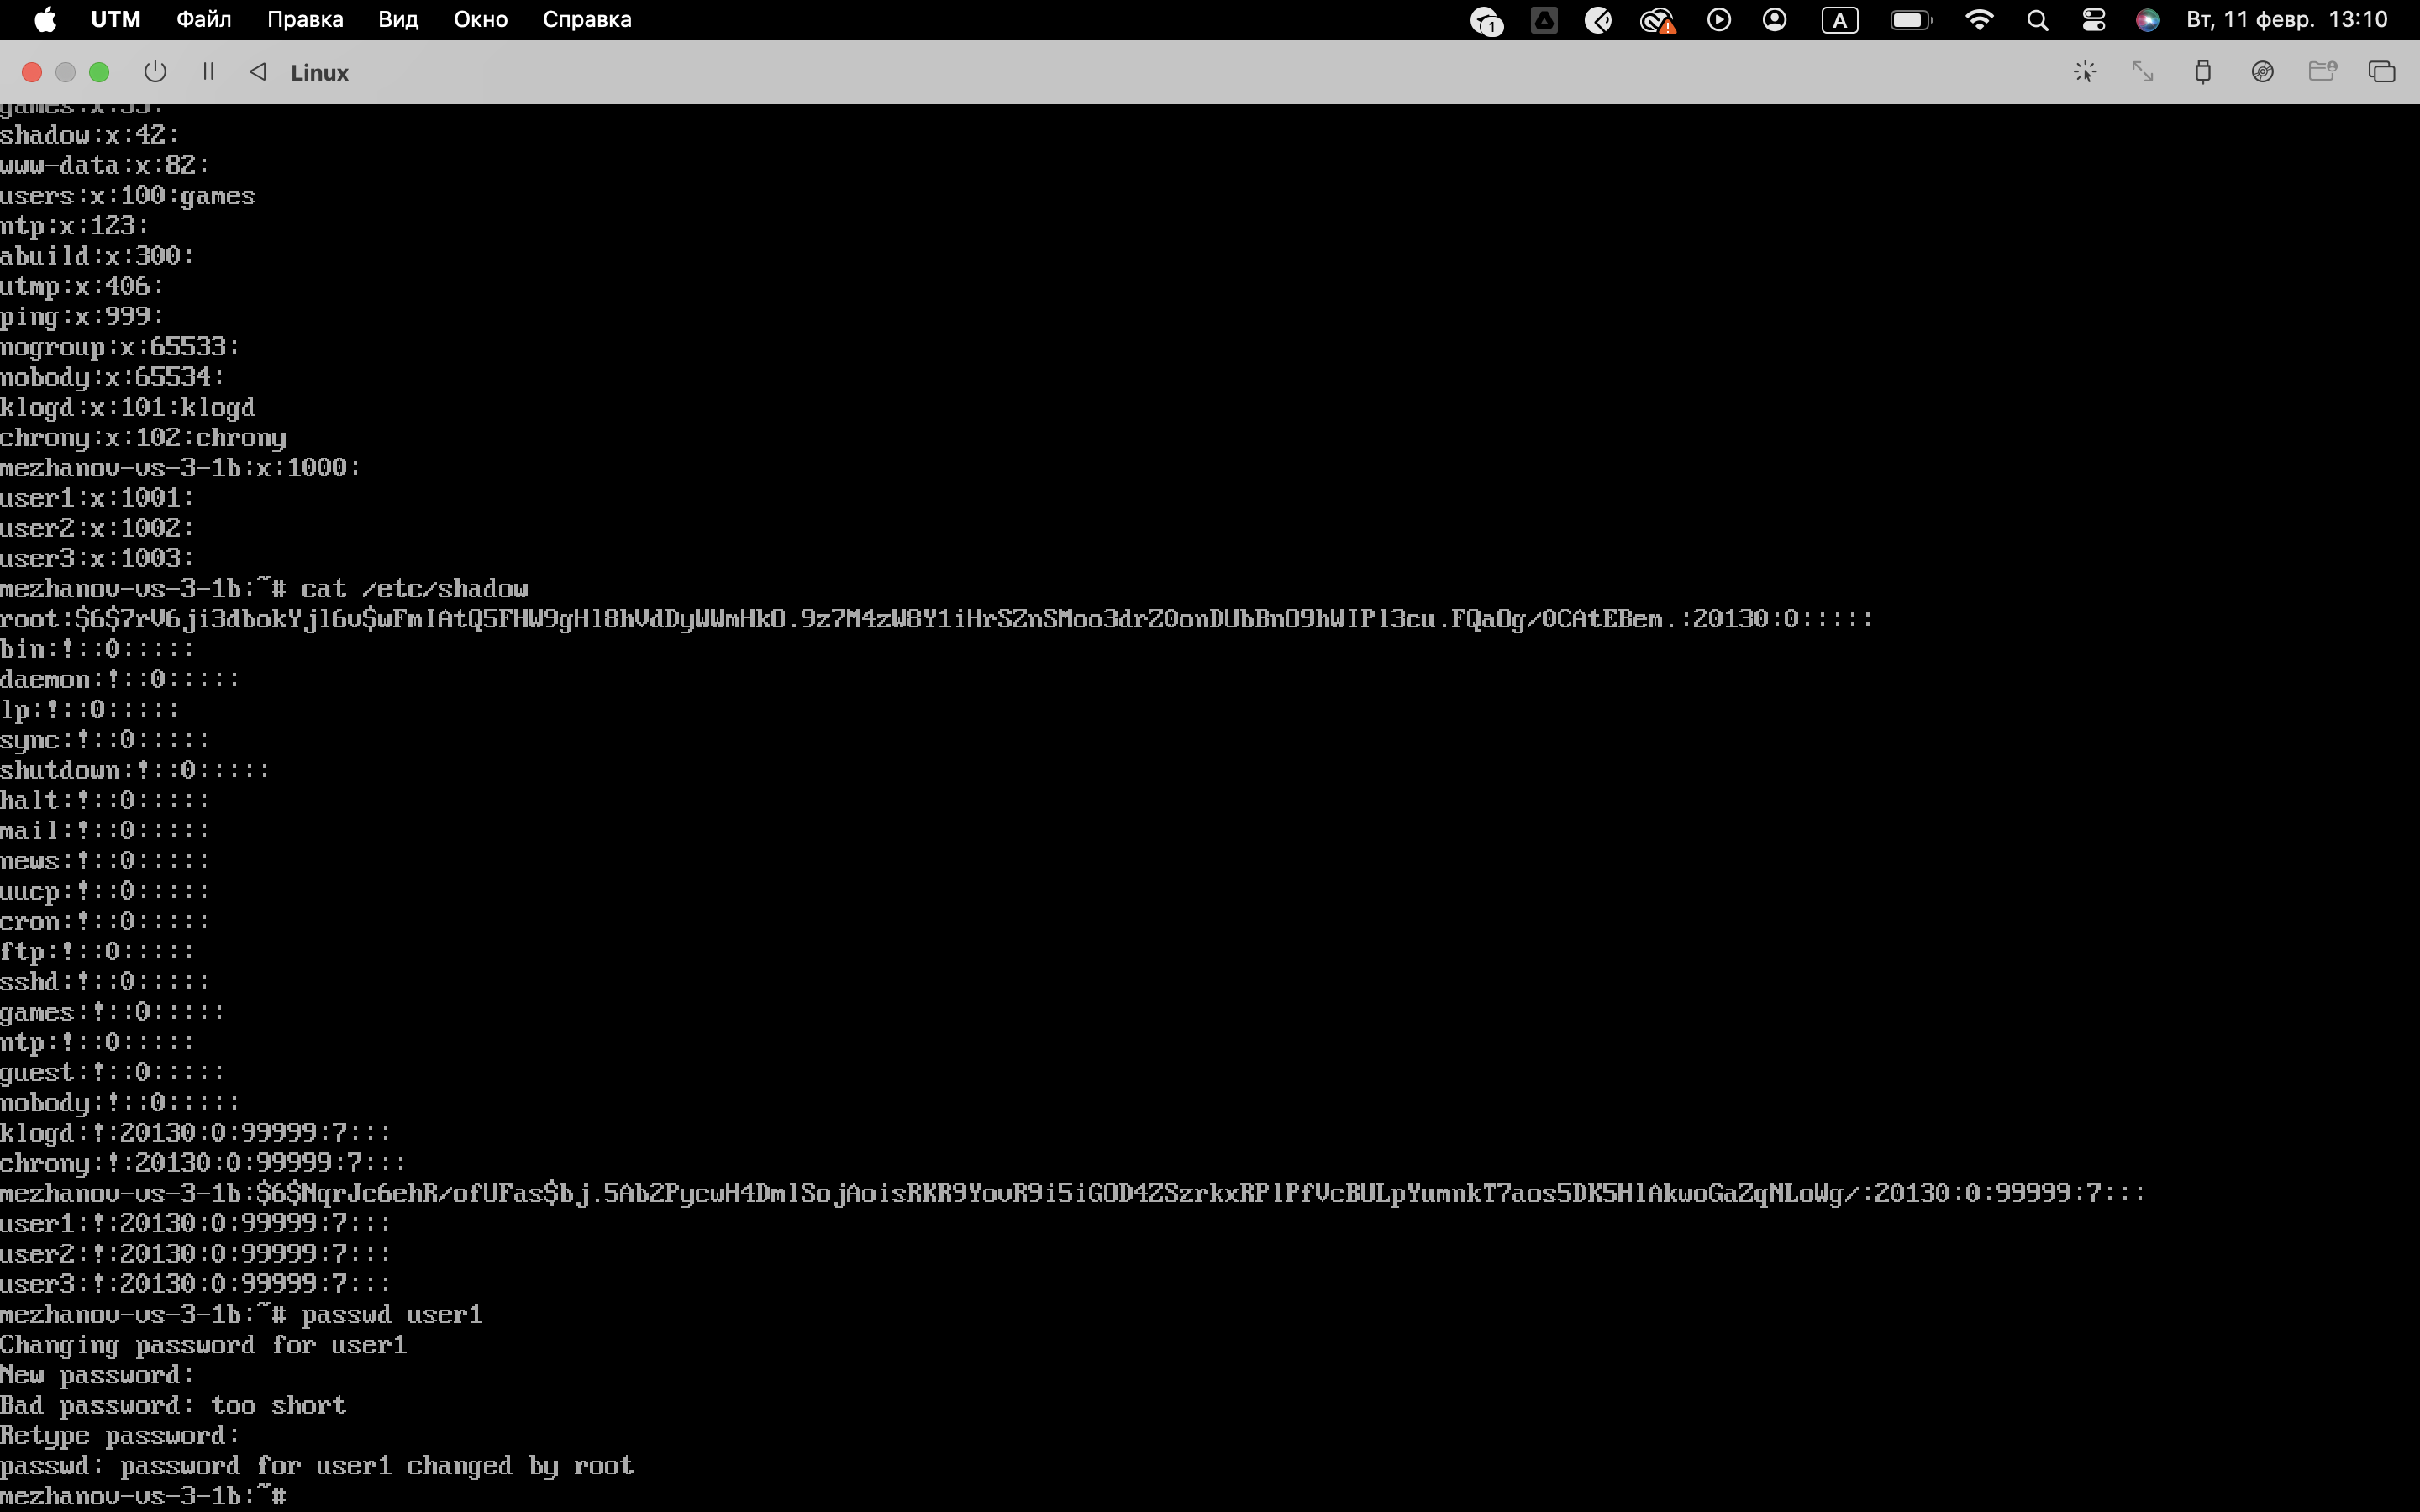 UTM Файл Правка Вид Окно Справка 1 A Вт, 11 февр. 13:10
Linux
games:x:35:
shadow:x:42:
www-data:x:82:
users:x:100:games
ntp:x:123:
abuild:x:300:
utmp:x:406:
ping:x:999:
nogroup:x:65533:
nobody:x:65534:
klogd:x:101:klogd
chrony:x:102:chrony
mezhanov-vs-3-1b:x:1000:
user1:x:1001:
user2:x:1002:
user3:x:1003:
mezhanov-vs-3-1b:~# cat /etc/shadow
root:$6$7rV6ji3dbokYjl6v$wFmIAtQ5FHW9gHl8hVdDyWWmHkO.9z7M4zW8Y1iHrSZnSMoo3drZ0onDUbBnO9hWIPl3cu.FQaOg/0CAtEBem.:20130:0:::::
bin:!::0:::::
daemon:!::0:::::
lp:!::0:::::
sync:!::0:::::
shutdown:!::0:::::
halt:!::0:::::
mail:!::0:::::
news:!::0:::::
uucp:!::0:::::
cron:!::0:::::
ftp:!::0:::::
sshd:!::0:::::
games:!::0:::::
ntp:!::0:::::
guest:!::0:::::
nobody:!::0:::::
klogd:!:20130:0:99999:7:::
chrony:!:20130:0:99999:7:::
mezhanov-vs-3-1b:$6$NqrJc6ehR/ofUFas$bj.5Ab2PycwH4DmlSojAoisRKR9YovR9i5iGOD4ZSzrkxRPlPfVcBULpYumnkT7aos5DK5HlAkwoGaZqNLoWg/:20130:0:99999:7:::
user1:!:20130:0:99999:7:::
user2:!:20130:0:99999:7:::
user3:!:20130:0:99999:7:::
mezhanov-vs-3-1b:~# passwd user1
Changing password for user1
New password:
Bad password: too short
Retype password:
passwd: password for user1 changed by root
mezhanov-vs-3-1b:~#